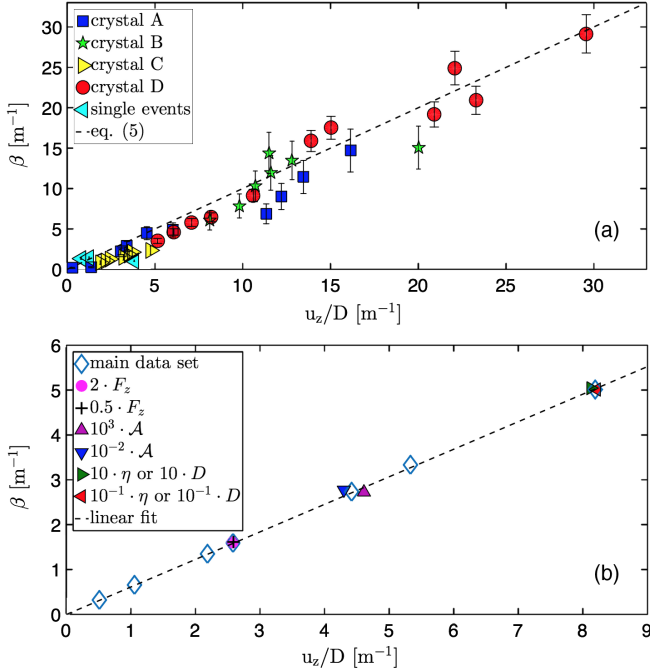 30
25
20
15
10
5
0
β [m⁻¹]
crystal A
crystal B
crystal C
crystal D
single events
eq. (5)
(a)
0 5 10 15 20 25 30
u_z/D [m⁻¹]
6
5
4
3
2
1
0
β [m⁻¹]
main data set
2 · F_z
0.5 · F_z
10³ · 𝒜
10⁻² · 𝒜
10 · η or 10 · D
10⁻¹ · η or 10⁻¹ · D
linear fit
(b)
0 1 2 3 4 5 6 7 8 9
u_z/D [m⁻¹]